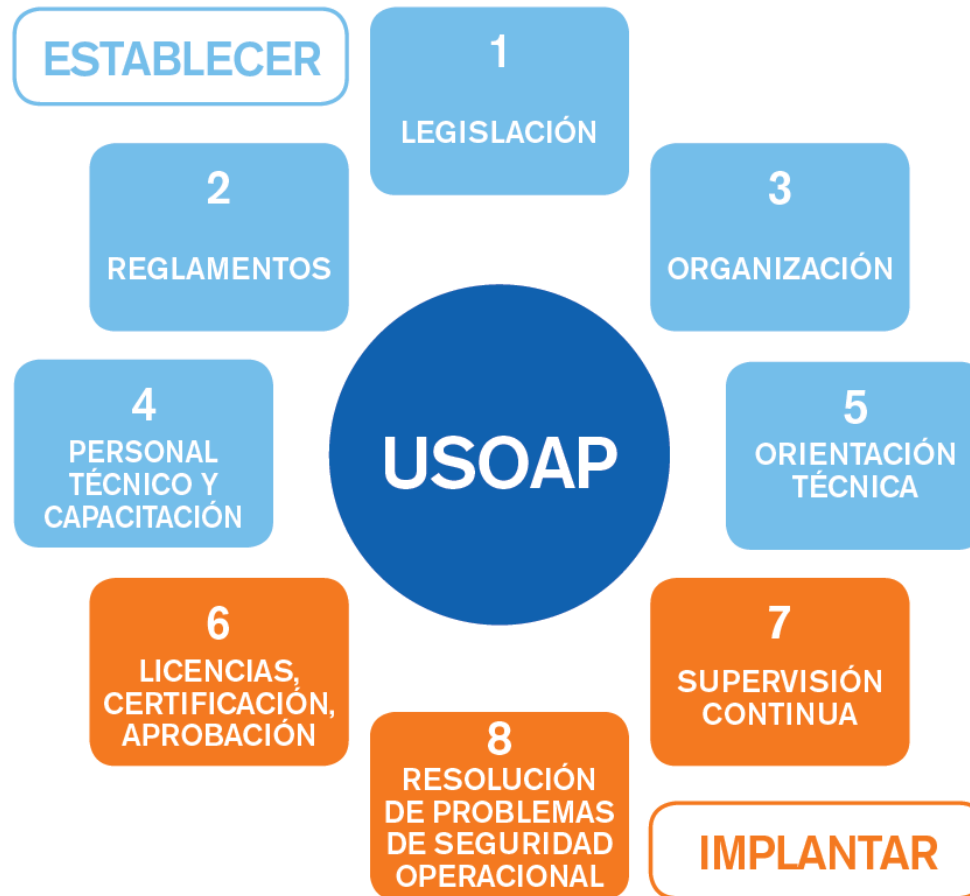 ESTABLECER
1
LEGISLACIÓN
2
REGLAMENTOS
3
ORGANIZACIÓN
4
PERSONAL
TÉCNICO Y
CAPACITACIÓN
USOAP
5
ORIENTACIÓN
TÉCNICA
6
LICENCIAS,
CERTIFICACIÓN,
APROBACIÓN
7
SUPERVISIÓN
CONTINUA
8
RESOLUCIÓN
DE PROBLEMAS
DE SEGURIDAD
OPERACIONAL
IMPLANTAR